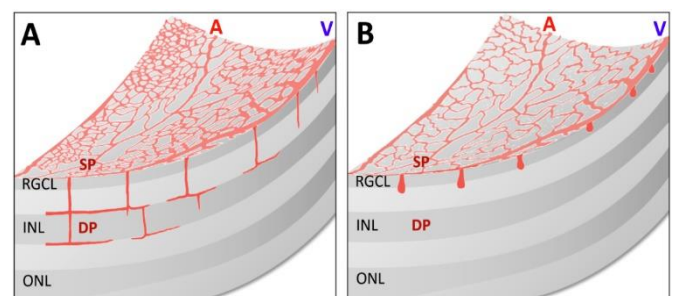 A A V
SP
RGCL
INL DP
ONL
B A V
SP
RGCL
INL DP
ONL